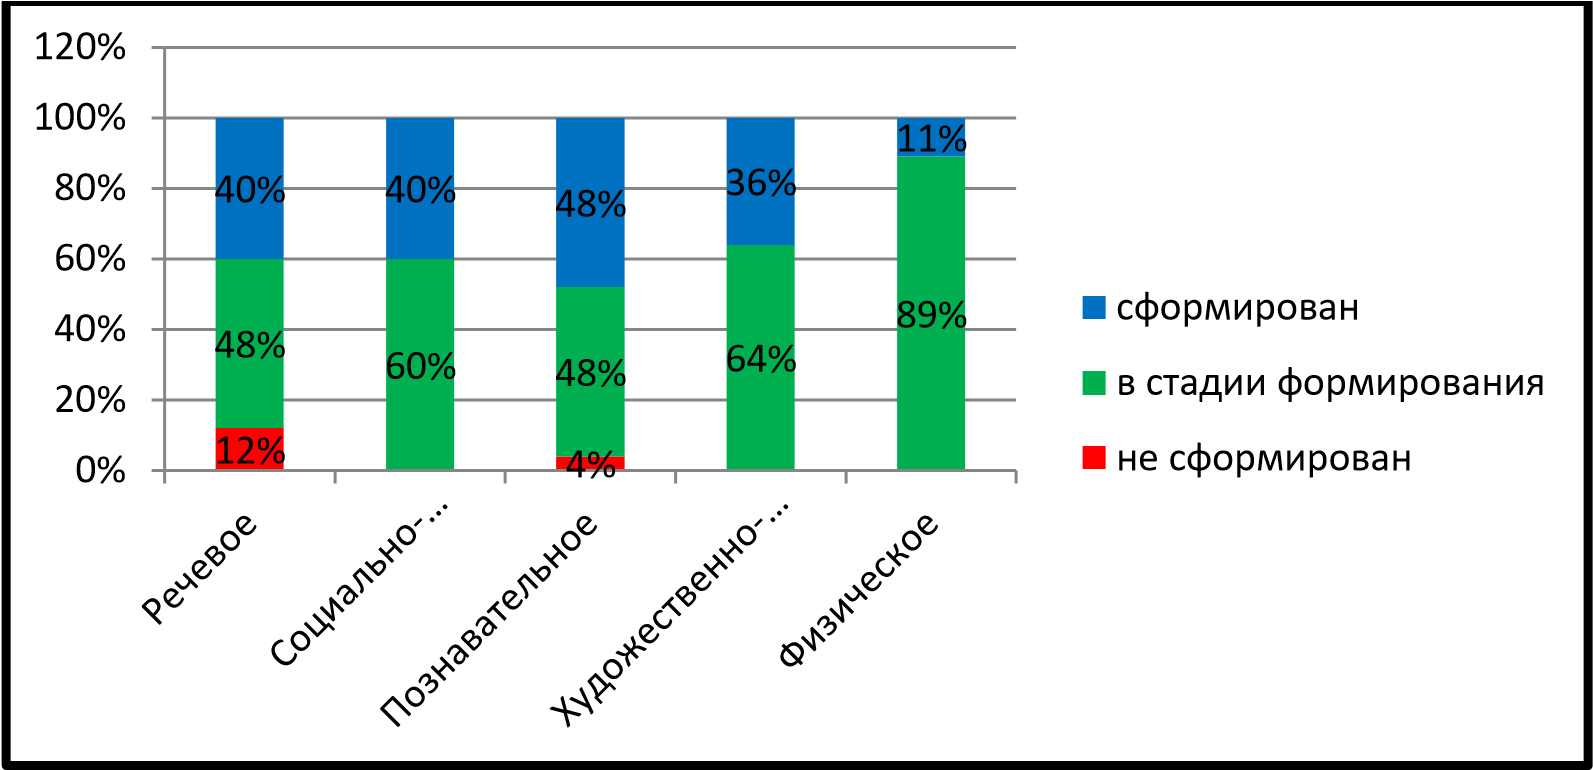 120%
100%
80%
60%
40%
20%
0%
40%
48%
12%
40%
60%
48%
48%
4%
36%
64%
11%
89%
Речевое
Социально-...
Познавательное
Художественно-...
Физическое
сформирован
в стадии формирования
не сформирован